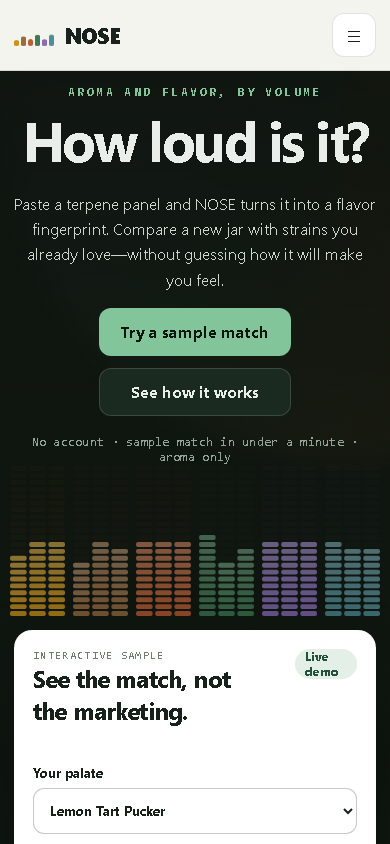 NOSE
☰
AROMA AND FLAVOR, BY VOLUME
How loud is it?
Paste a terpene panel and NOSE turns it into a flavor
fingerprint. Compare a new jar with strains you
already love—without guessing how it will make
you feel.
Try a sample match
See how it works
No account · sample match in under a minute ·
aroma only
INTERACTIVE SAMPLE
Live
demo
See the match, not
the marketing.
Your palate
Lemon Tart Pucker